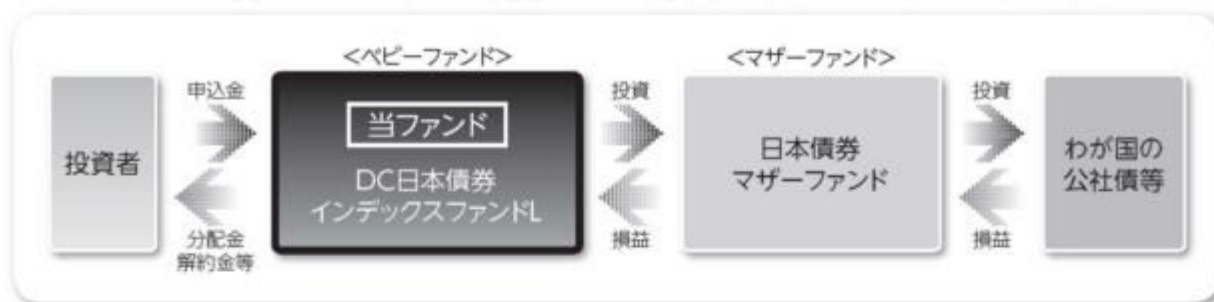 <ベビーファンド>
<マザーファンド>
申込金
投資
投資
投資者
当ファンド
DC日本債券
インデックスファンドL
日本債券
マザーファンド
わが国の
公社債等
分配金
解約金等
損益
損益